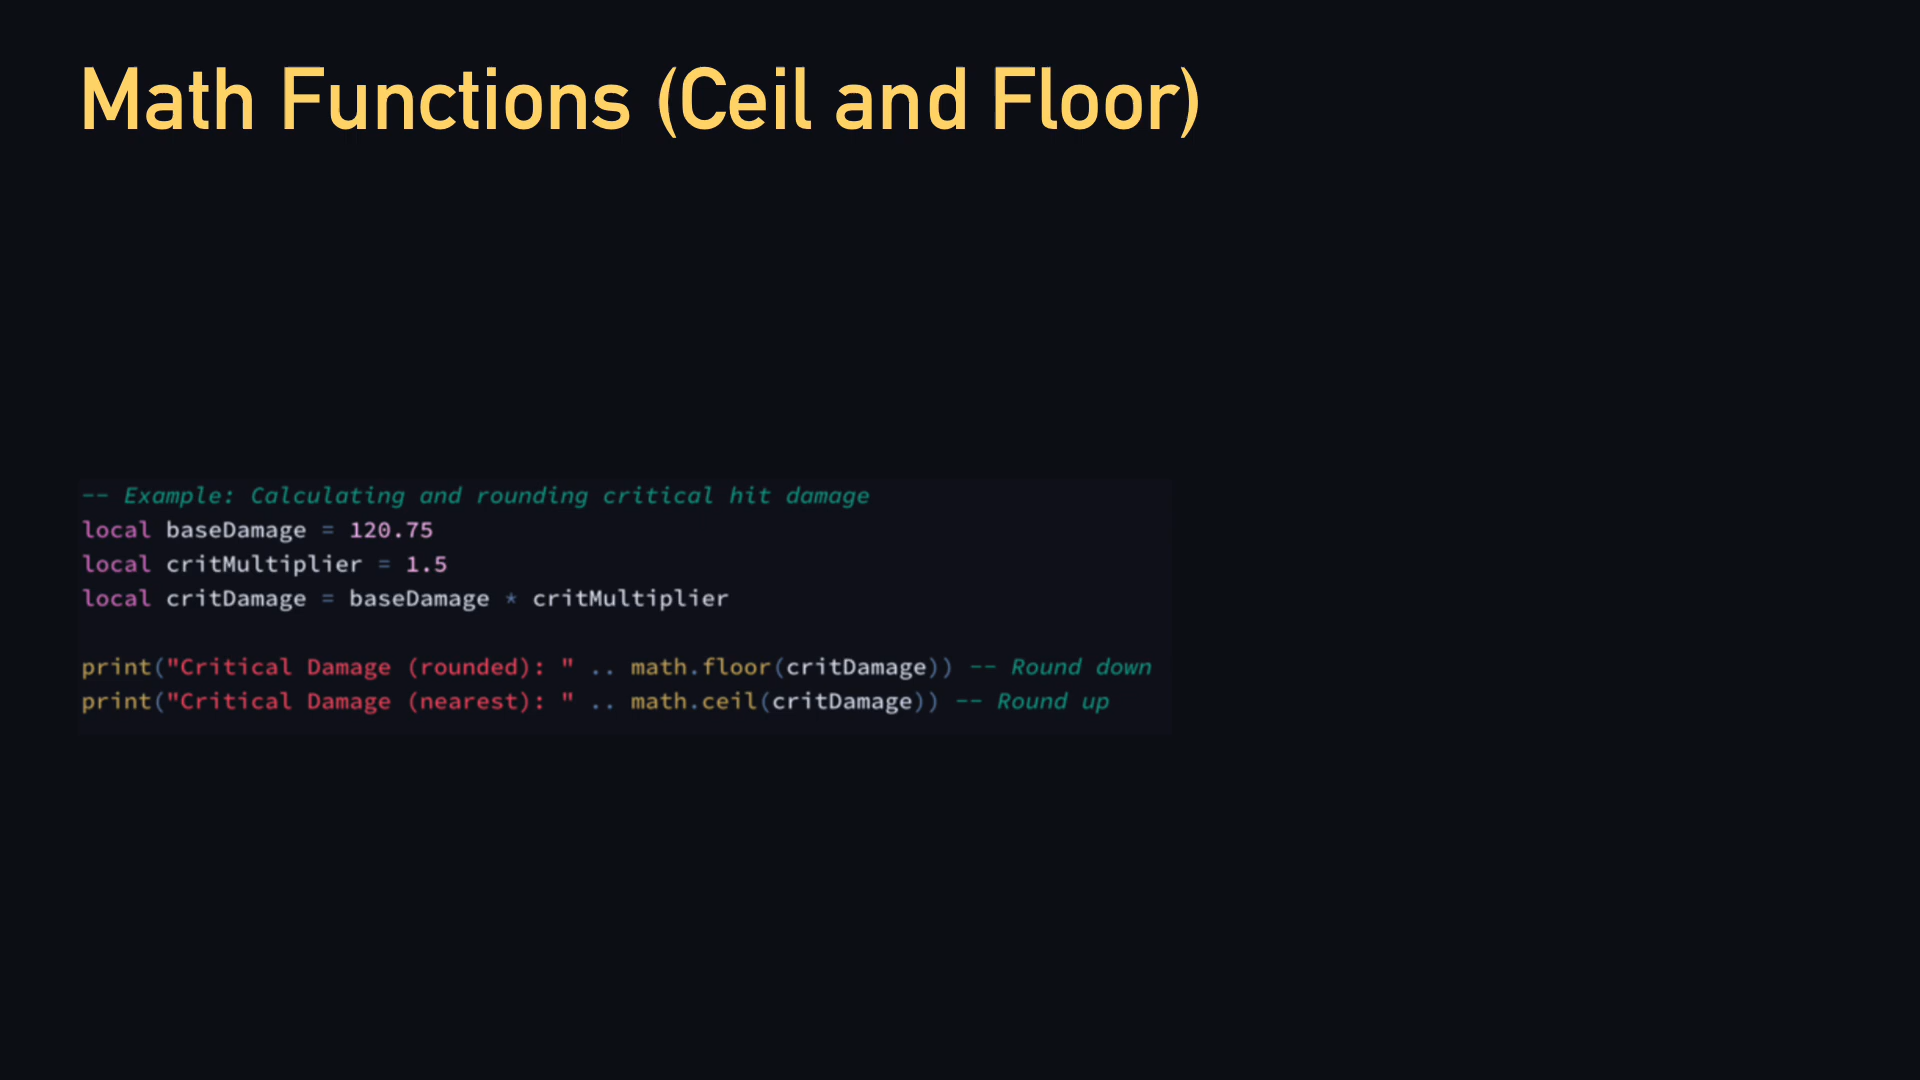 Math Functions (Ceil and Floor)
-- Example: Calculating and rounding critical hit damage
local baseDamage = 120.75
local critMultiplier = 1.5
local critDamage = baseDamage * critMultiplier
print("Critical Damage (rounded): " .. math.floor(critDamage)) -- Round down
print("Critical Damage (nearest): " .. math.ceil(critDamage)) -- Round up